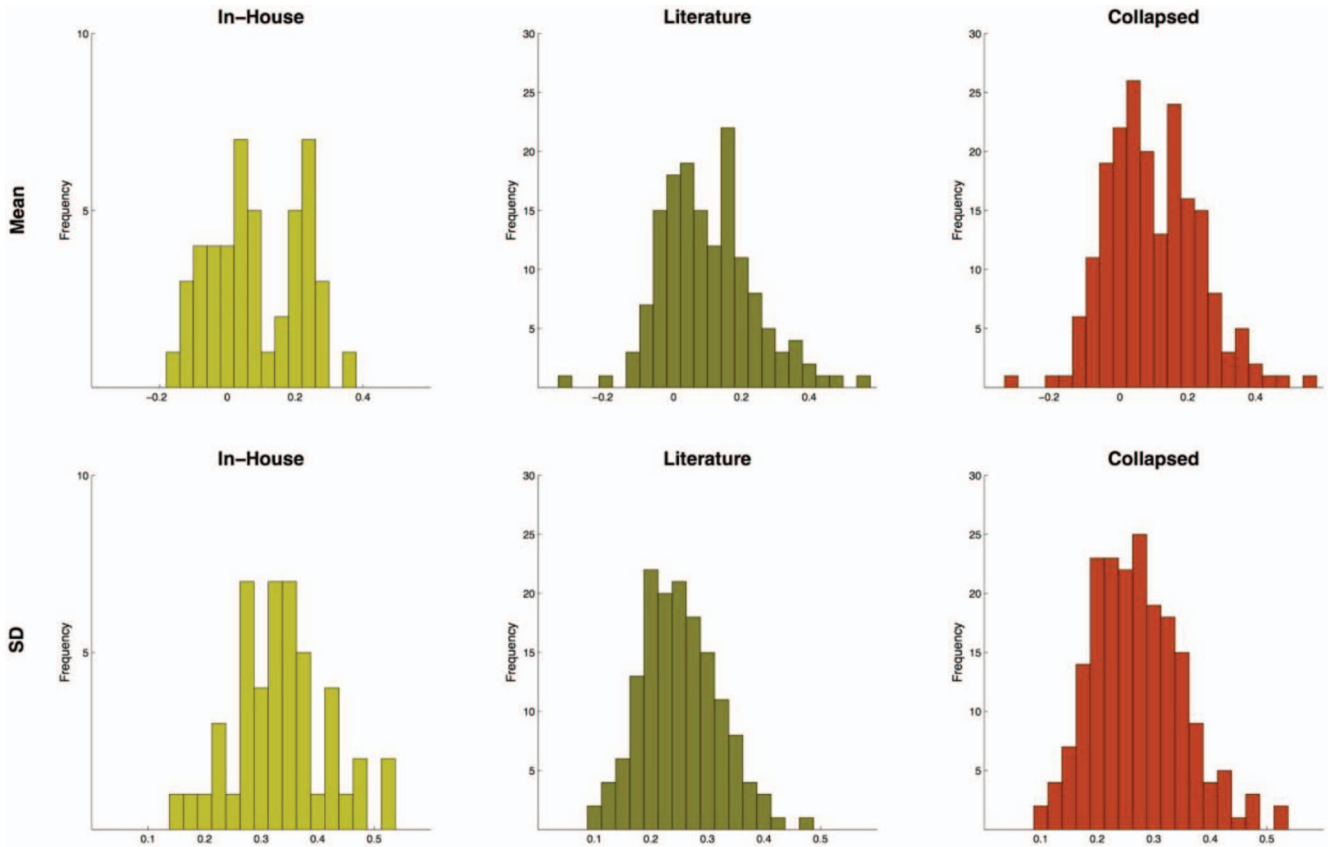 In-House Literature Collapsed
10 30 30
25 25
20 20
Mean Frequency 5 Frequency 15 Frequency 15
10 10
5 5
−0.2 0 0.2 0.4 −0.2 0 0.2 0.4 −0.2 0 0.2 0.4
In-House Literature Collapsed
10 30 30
25 25
20 20
SD Frequency 5 Frequency 15 Frequency 15
10 10
5 5
0.1 0.2 0.3 0.4 0.5 0.1 0.2 0.3 0.4 0.5 0.1 0.2 0.3 0.4 0.5